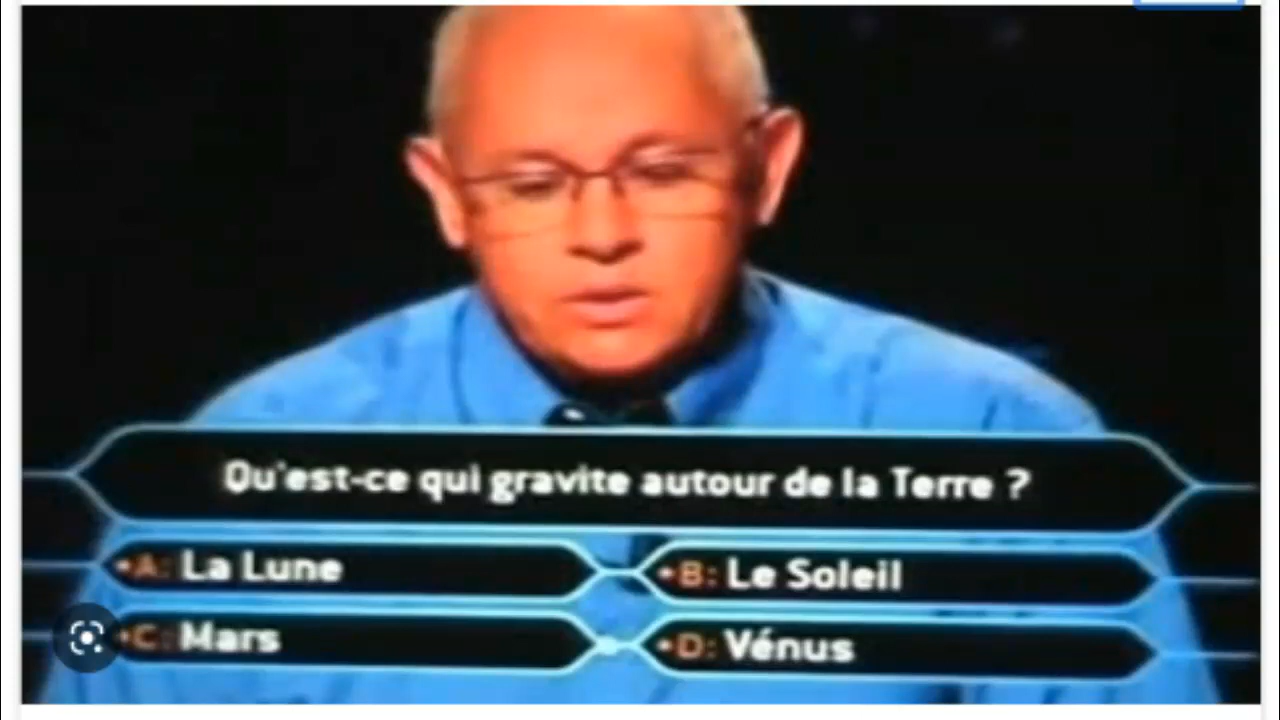 Qu'est-ce qui gravite autour de la Terre ?
A: La Lune
B: Le Soleil
C: Mars
D: Vénus